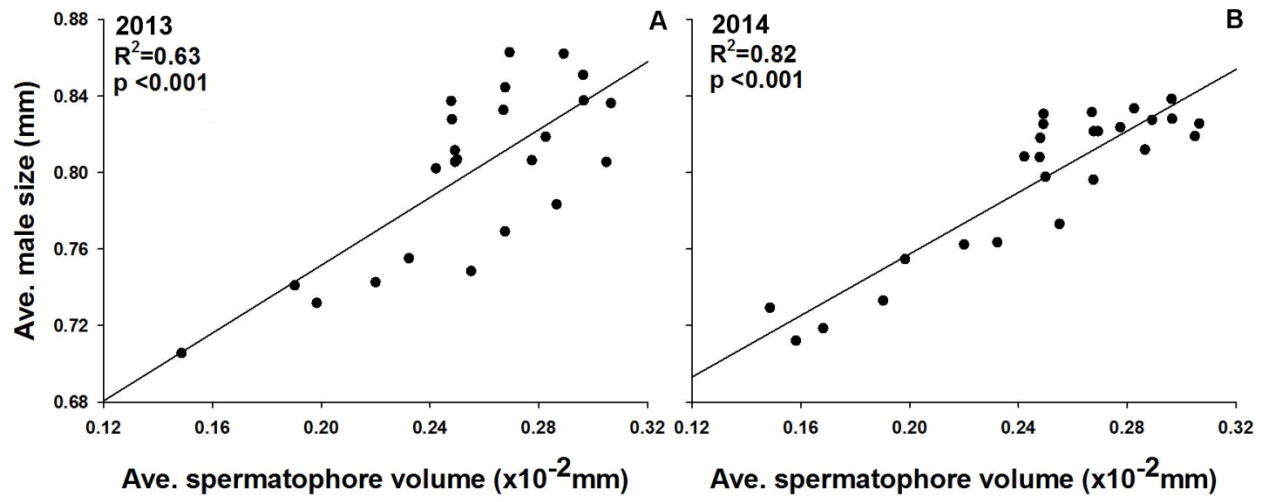 2013
R²=0.63
p <0.001
A
2014
R²=0.82
p <0.001
B
Ave. male size (mm)
0.88
0.84
0.80
0.76
0.72
0.68
0.12 0.16 0.20 0.24 0.28 0.32
0.12 0.16 0.20 0.24 0.28 0.32
Ave. spermatophore volume (x10⁻²mm)
Ave. spermatophore volume (x10⁻²mm)